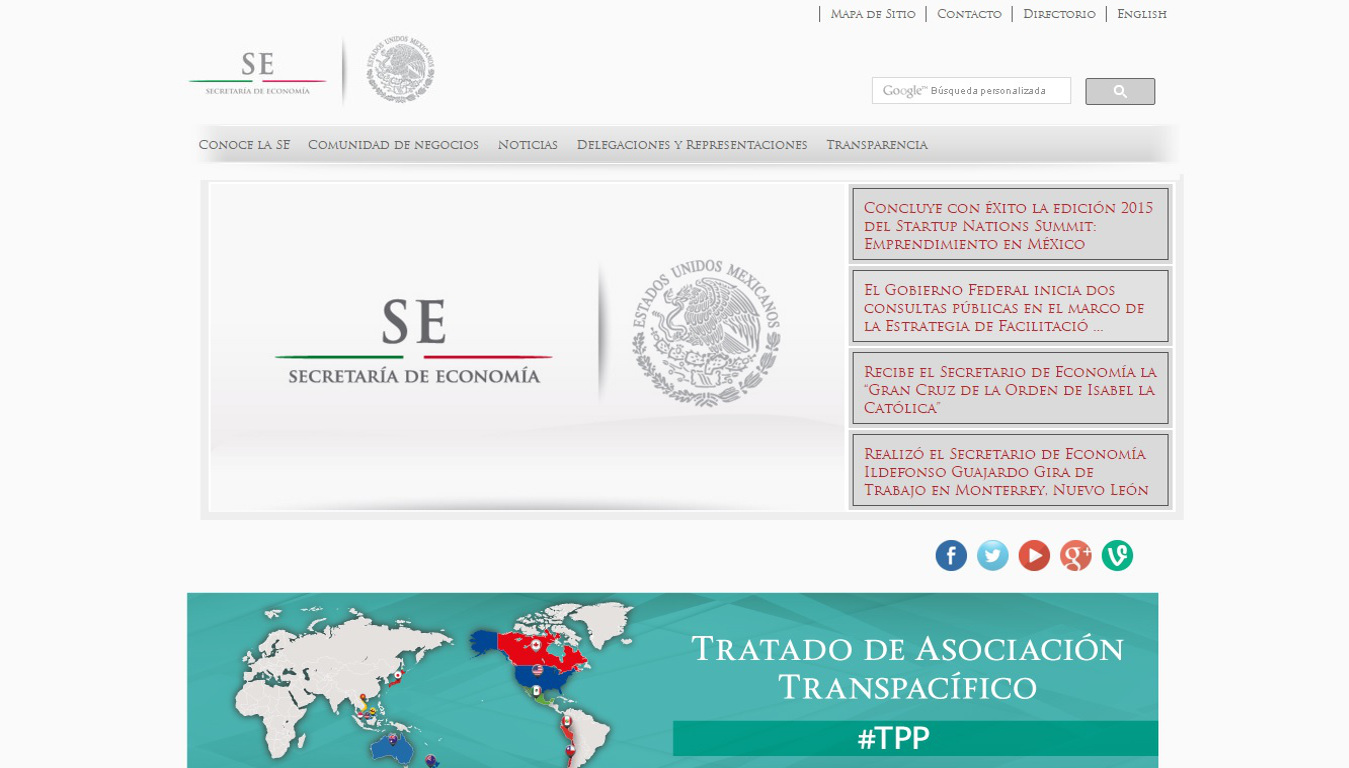 Mapa de Sitio
Contacto
Directorio
English
SE
SECRETARÍA DE ECONOMÍA
ESTADOS UNIDOS MEXICANOS
Google™ Búsqueda personalizada
Conoce la SE
Comunidad de negocios
Noticias
Delegaciones y Representaciones
Transparencia
SE
SECRETARÍA DE ECONOMÍA
ESTADOS UNIDOS MEXICANOS
Concluye con éxito la edición 2015
del Startup Nations Summit:
Emprendimiento en México
El Gobierno Federal inicia dos
consultas públicas en el marco de
la Estrategia de Facilitació ...
Recibe el Secretario de Economía la
“Gran Cruz de la Orden de Isabel la
Católica”
Realizó el Secretario de Economía
Ildefonso Guajardo Gira de
Trabajo en Monterrey, Nuevo León
Tratado de Asociación
Transpacífico
#TPP